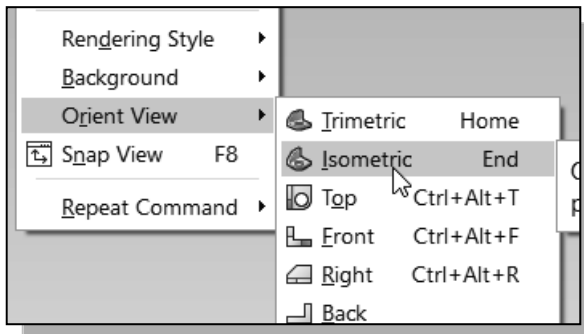 Rendering Style
Background
Orient View
Snap View F8
Repeat Command
Trimetric Home
Isometric End
Top Ctrl+Alt+T
Front Ctrl+Alt+F
Right Ctrl+Alt+R
Back